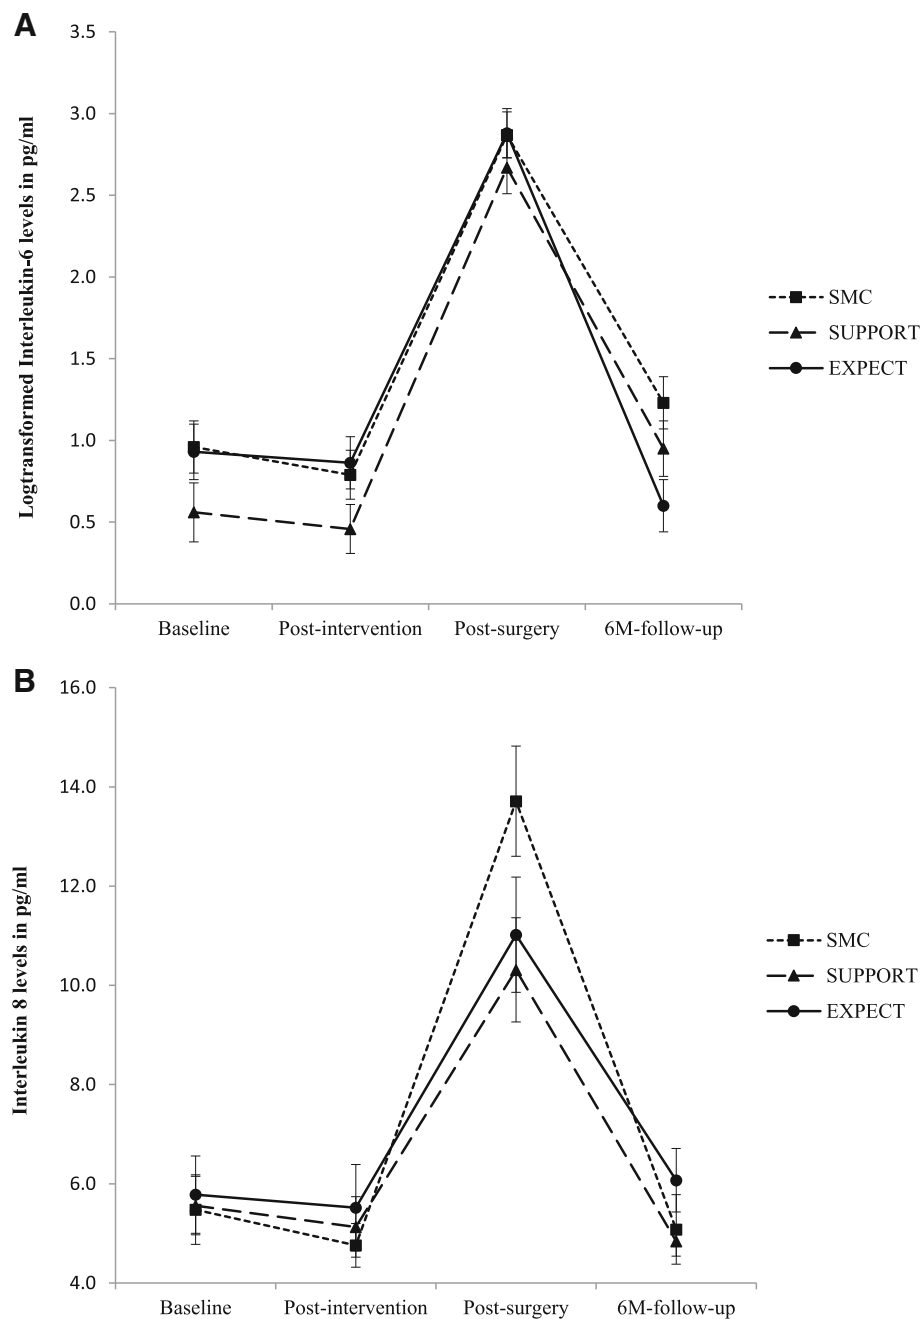 A
Logtransformed Interleukin-6 levels in pg/ml
3.5
3.0
2.5
2.0
1.5
1.0
0.5
0.0
Baseline
Post-intervention
Post-surgery
6M-follow-up
SMC
SUPPORT
EXPECT
B
Interleukin 8 levels in pg/ml
16.0
14.0
12.0
10.0
8.0
6.0
4.0
Baseline
Post-intervention
Post-surgery
6M-follow-up
SMC
SUPPORT
EXPECT